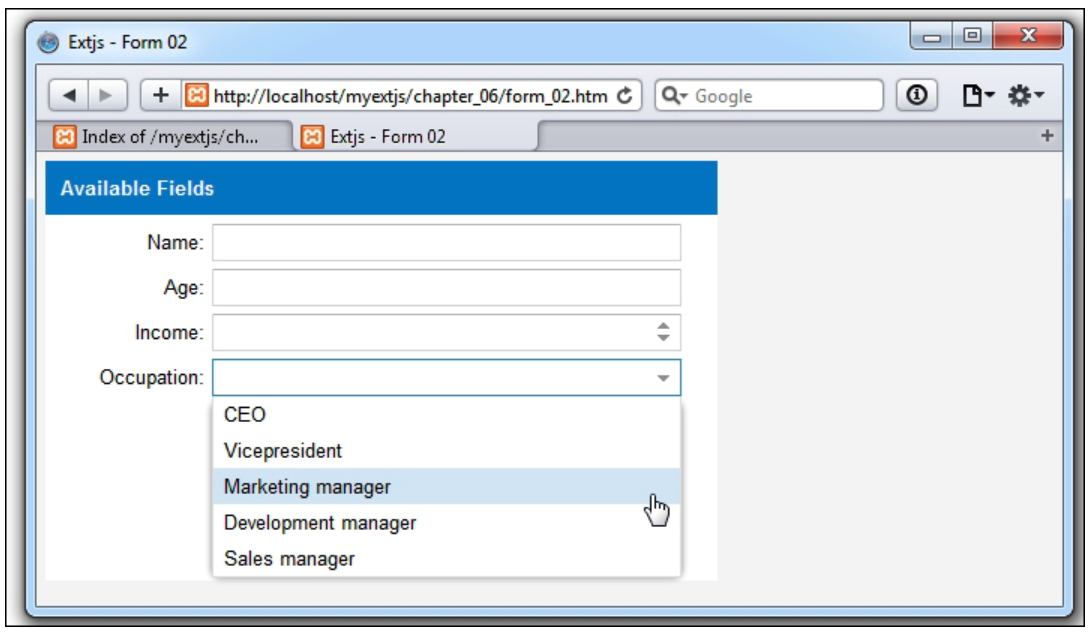 Extjs - Form 02
http://localhost/myextjs/chapter_06/form_02.htm Google
Index of /myextjs/ch... Extjs - Form 02
Available Fields
Name:
Age:
Income:
Occupation:
CEO
Vicepresident
Marketing manager
Development manager
Sales manager